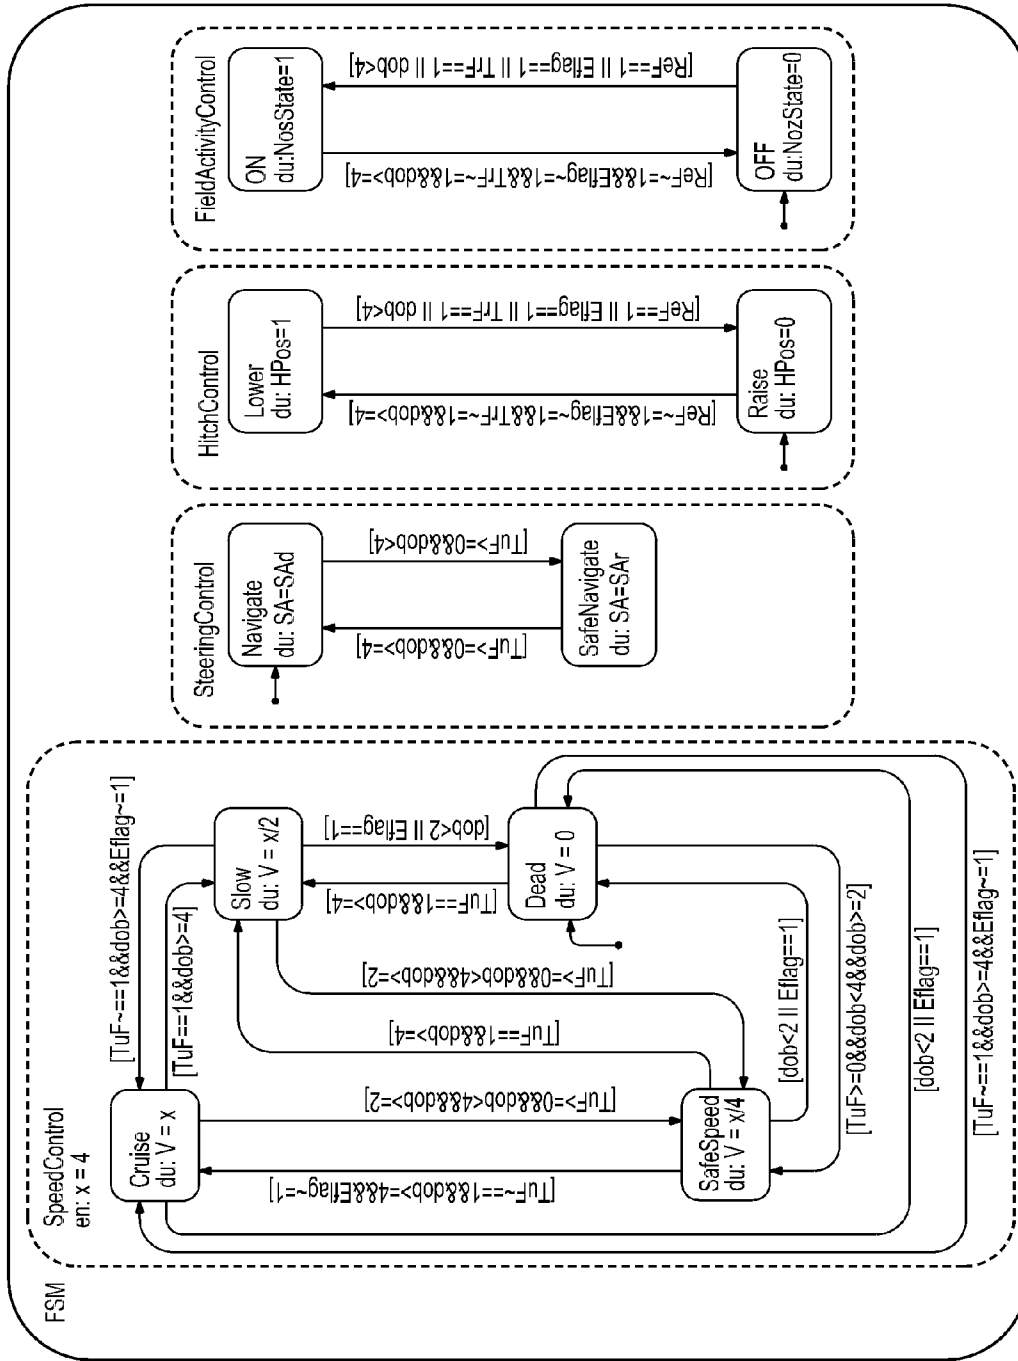 FSM
SpeedControl
en: x = 4
Cruise
du: V = x
[TuF~==1&&dob>=4&&Eflag~=1]
[TuF==1&&dob>=4]
Slow
du: V = x/2
[TuF>=0&&dob<4&&dob>=2]
[TuF~==1&&dob>=4&&Eflag~=1]
[TuF==1&&dob>=4]
[TuF>=0&&dob<4&&dob>=2]
[TuF==1&&dob>=4]
[dob<2 || Eflag==1]
SafeSpeed
du: V = x/4
Dead
du: V = 0
[dob<2 || Eflag==1]
[TuF>=0&&dob<4&&dob>=2]
[dob<2 || Eflag==1]
[TuF~==1&&dob>=4&&Eflag~=1]
SteeringControl
Navigate
du: SA=SAd
[TuF>=0&&dob>=4]
[TuF>=0&&dob<4]
SafeNavigate
du: SA=SAr
HitchControl
Lower
du: HPos=1
[ReF~=1&&Eflag~=1&&TrF~=1&&dob>=4]
[ReF==1 || Eflag==1 || TrF==1 || dob<4]
Raise
du: HPos=0
FieldActivityControl
ON
du:NosState=1
[ReF~=1&&Eflag~=1&&TrF~=1&&dob>=4]
[ReF==1 || Eflag==1 || TrF==1 || dob<4]
OFF
du:NozState=0